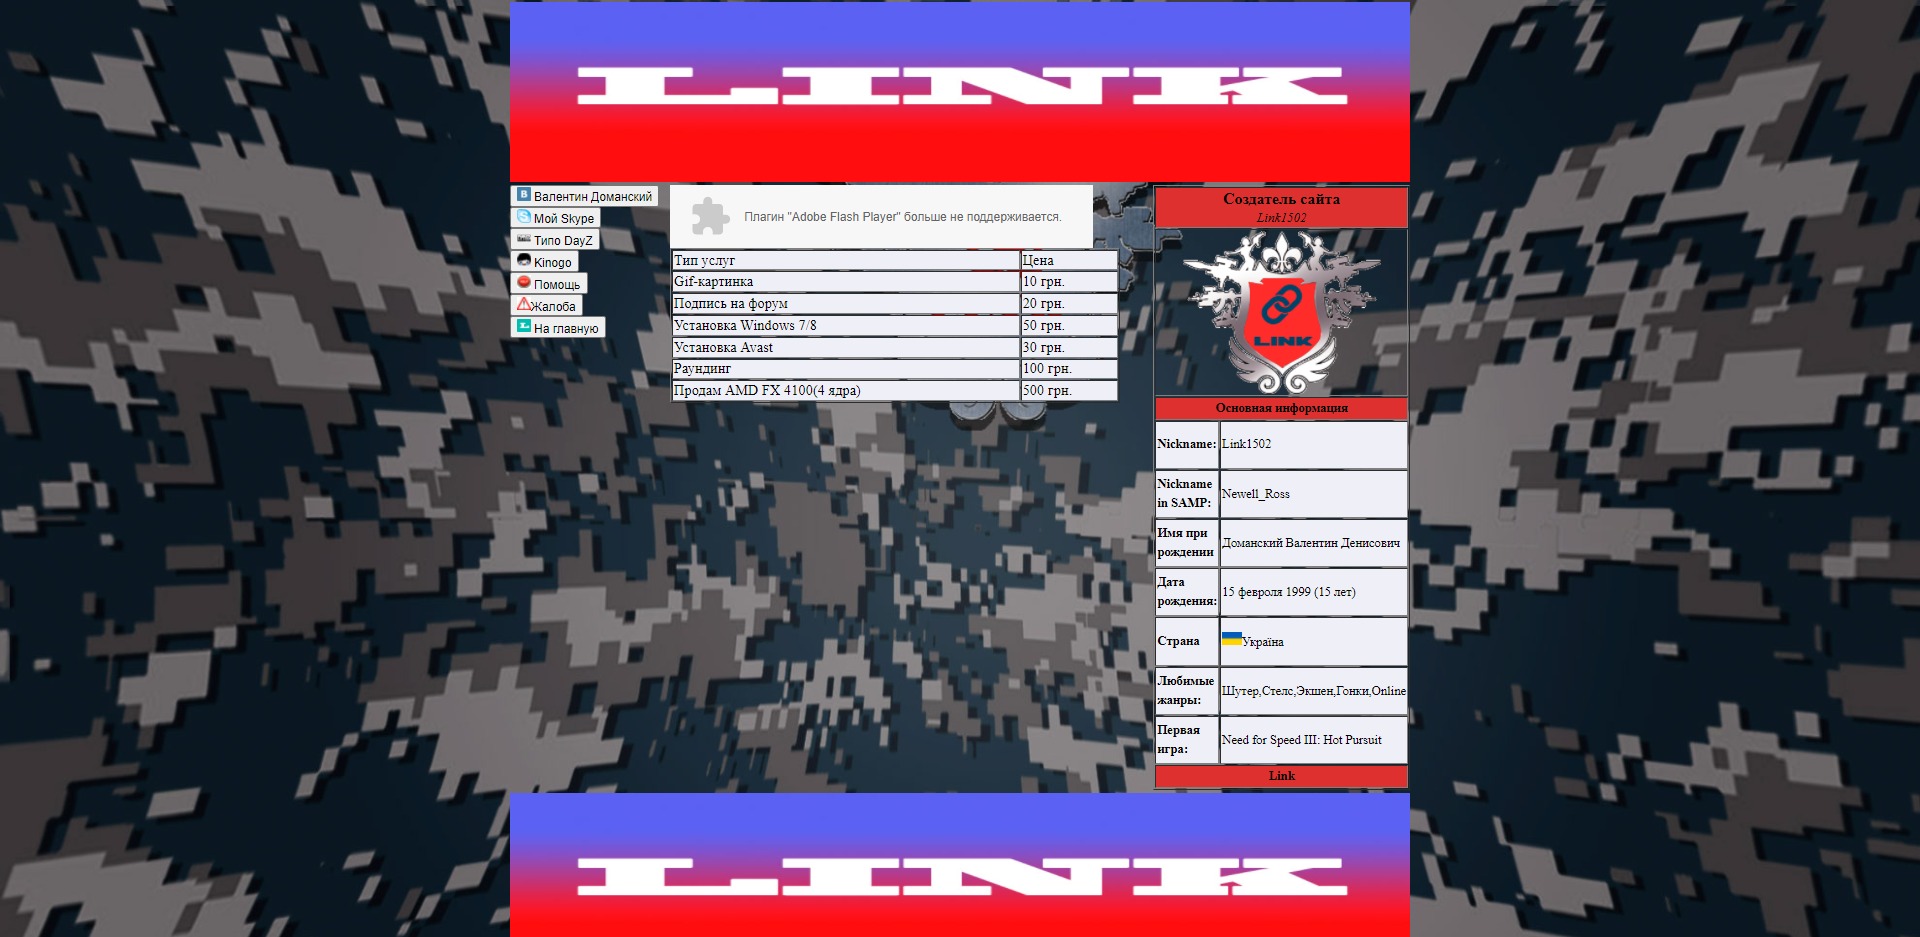 LINK
Валентин Доманский
Мой Skype
Типо DayZ
Kinogo
Помощь
Жалоба
На главную
Плагин "Adobe Flash Player" больше не поддерживается.
Тип услуг Цена
Gif-картинка 10 грн.
Подпись на форум 20 грн.
Установка Windows 7/8 50 грн.
Установка Avast 30 грн.
Раундинг 100 грн.
Продам AMD FX 4100(4 ядра) 500 грн.
Создатель сайта
Link1502
LINK
Основная информация
Nickname: Link1502
Nickname
in SAMP: Newell_Ross
Имя при
рождении Доманский Валентин Денисович
Дата
рождения: 15 февроля 1999 (15 лет)
Страна Україна
Любимые
жанры: Шутер,Стелс,Экшен,Гонки,Online
Первая
игра: Need for Speed III: Hot Pursuit
Link
LINK